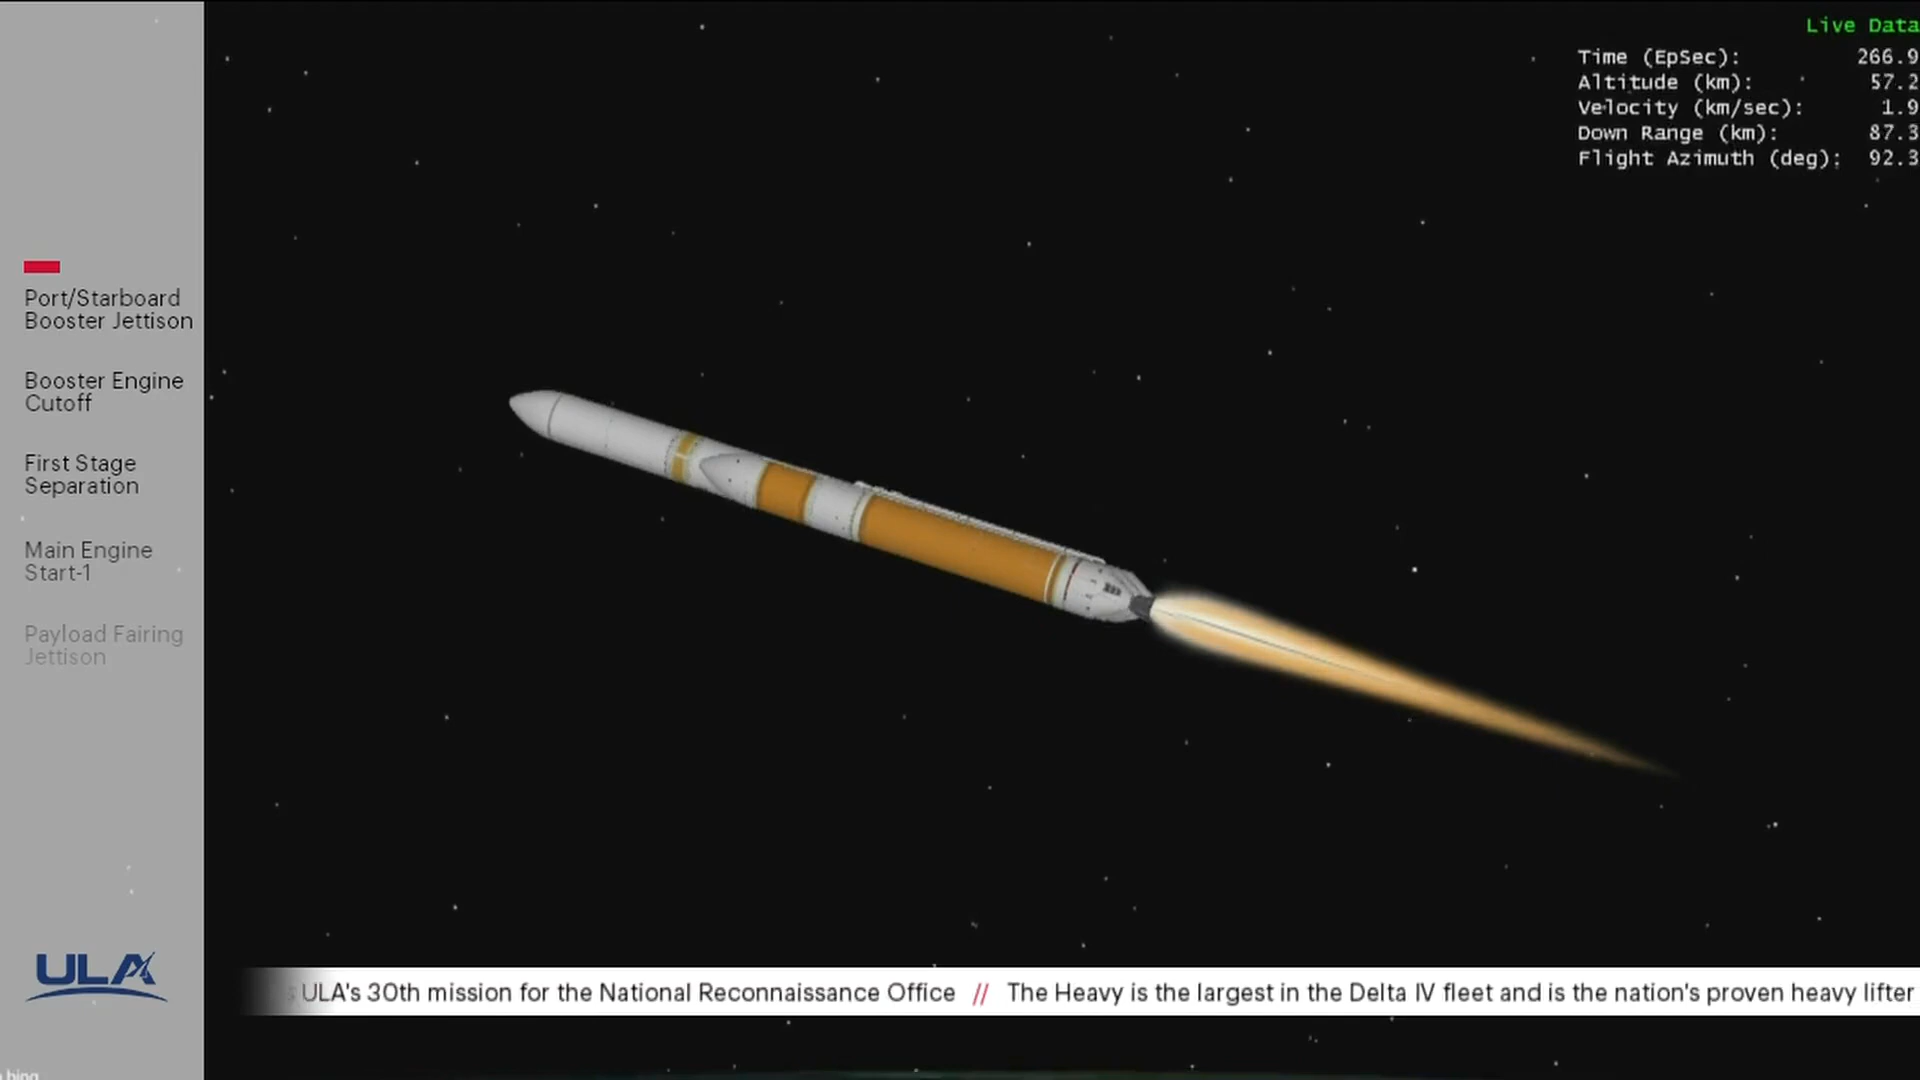 Live Data
Time (EpSec): 266.9
Altitude (km): 57.2
Velocity (km/sec): 1.9
Down Range (km): 87.3
Flight Azimuth (deg): 92.3
Port/Starboard
Booster Jettison
Booster Engine
Cutoff
First Stage
Separation
Main Engine
Start-1
Payload Fairing
Jettison
ULA
ULA's 30th mission for the National Reconnaissance Office // The Heavy is the largest in the Delta IV fleet and is the nation's proven heavy lifter